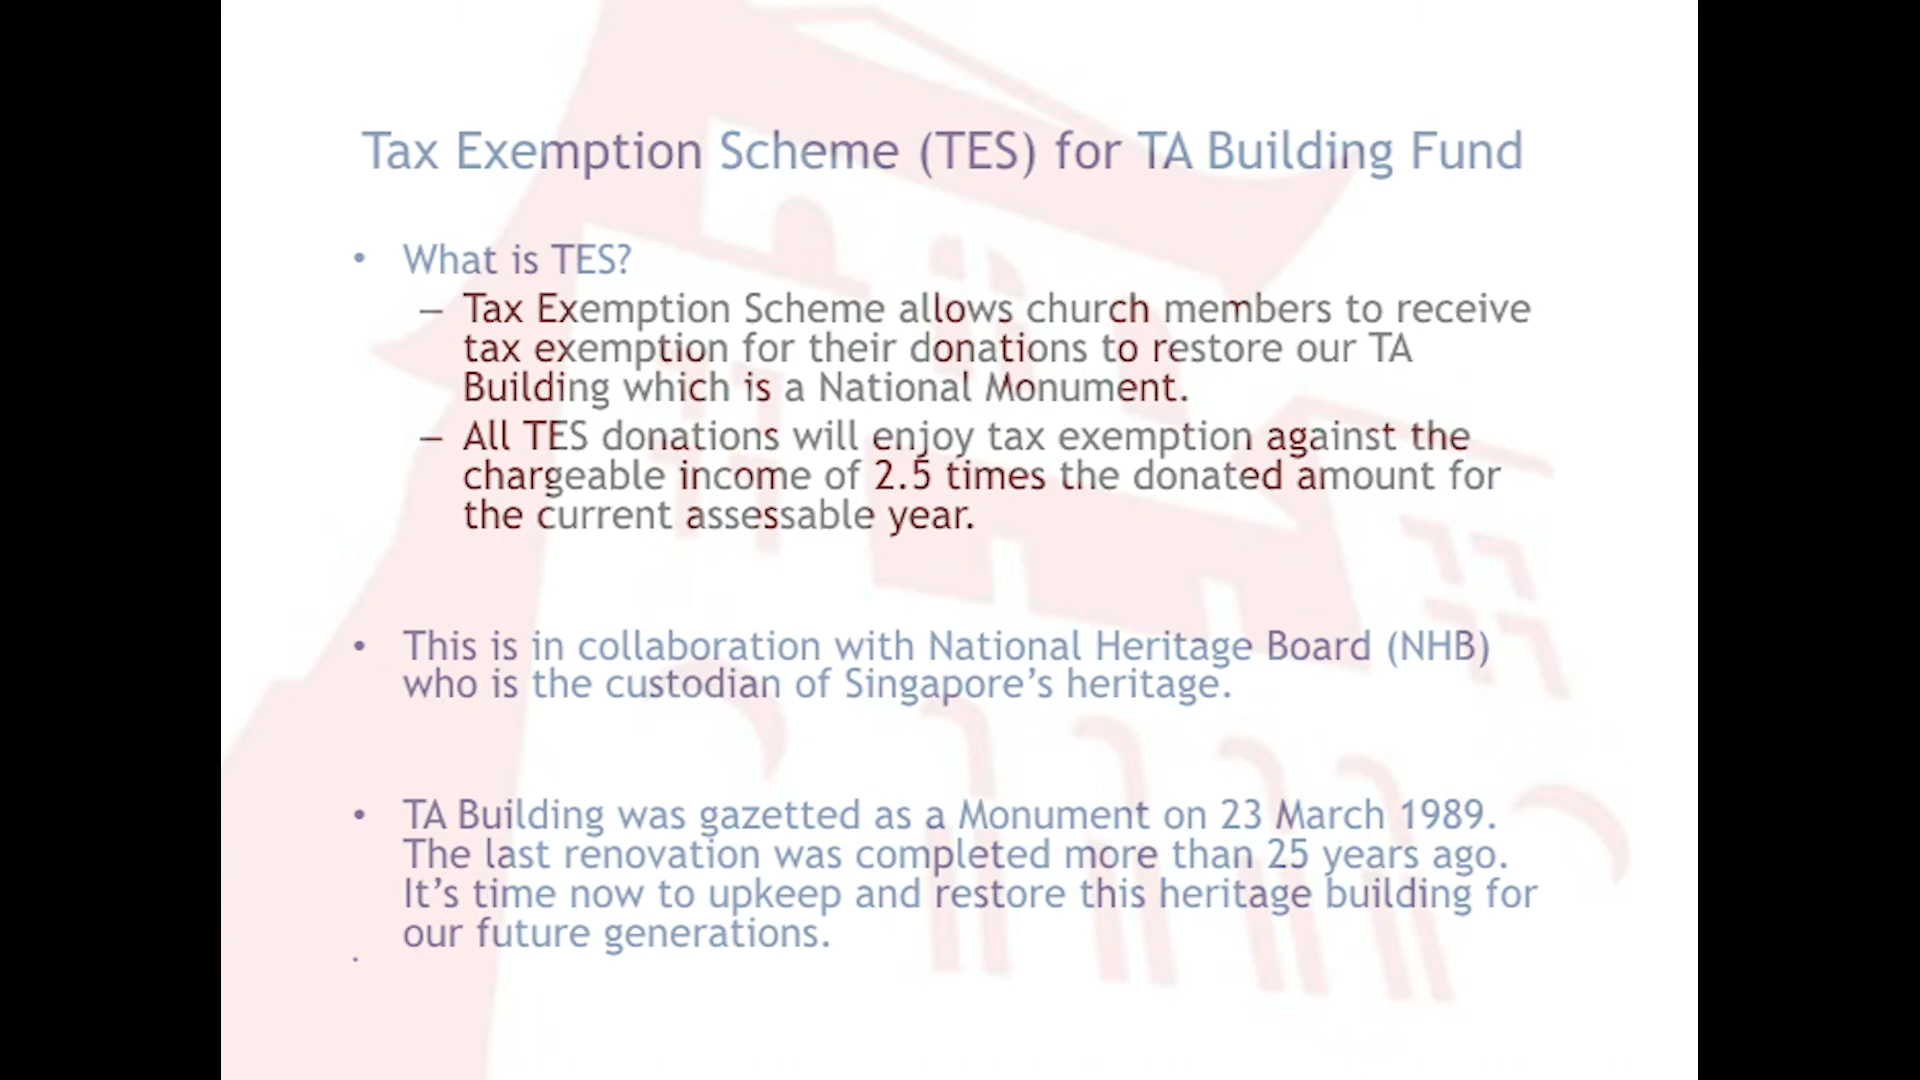 Tax Exemption Scheme (TES) for TA Building Fund
• What is TES?
– Tax Exemption Scheme allows church members to receive
tax exemption for their donations to restore our TA
Building which is a National Monument.
– All TES donations will enjoy tax exemption against the
chargeable income of 2.5 times the donated amount for
the current assessable year.
• This is in collaboration with National Heritage Board (NHB)
who is the custodian of Singapore’s heritage.
• TA Building was gazetted as a Monument on 23 March 1989.
The last renovation was completed more than 25 years ago.
It’s time now to upkeep and restore this heritage building for
our future generations.